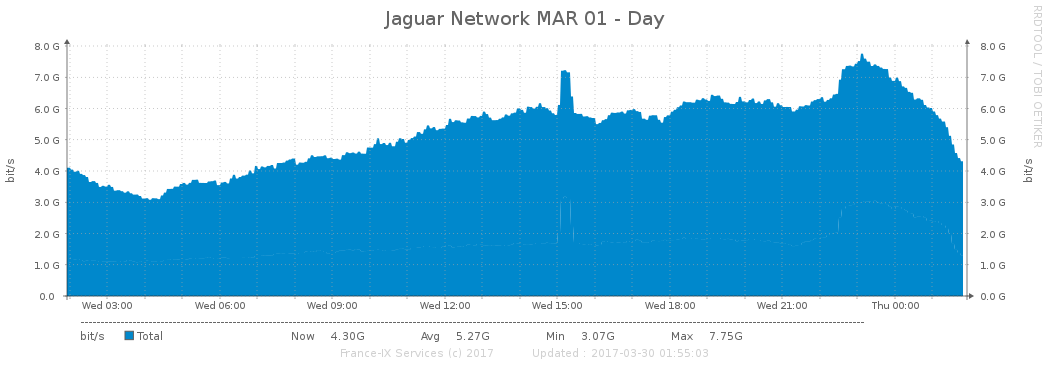 Jaguar Network MAR 01 - Day
RRDTOOL / TOBI OETIKER
bit/s
8.0 G 8.0 G
7.0 G 7.0 G
6.0 G 6.0 G
5.0 G 5.0 G
4.0 G 4.0 G
3.0 G 3.0 G
2.0 G 2.0 G
1.0 G 1.0 G
0.0 0.0 G
bit/s
Wed 03:00 Wed 06:00 Wed 09:00 Wed 12:00 Wed 15:00 Wed 18:00 Wed 21:00 Thu 00:00
bit/s Total Now 4.30G Avg 5.27G Min 3.07G Max 7.75G
France-IX Services (c) 2017 Updated : 2017-03-30 01:55:03